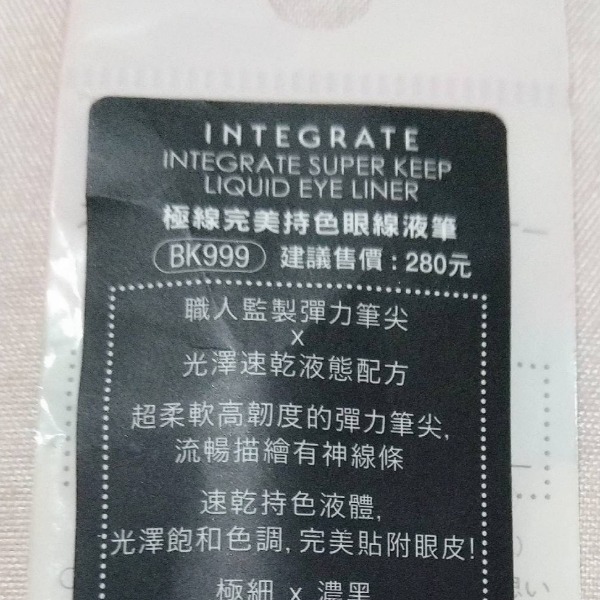 INTEGRATE
INTEGRATE SUPER KEEP
LIQUID EYE LINER
極線完美持色眼線液筆
BK999 建議售價：280元
職人監製彈力筆尖
x
光澤速乾液態配方
超柔軟高韌度的彈力筆尖,
流暢描繪有神線條
速乾持色液體,
光澤飽和色調, 完美貼附眼皮!
極細 x 濃黑